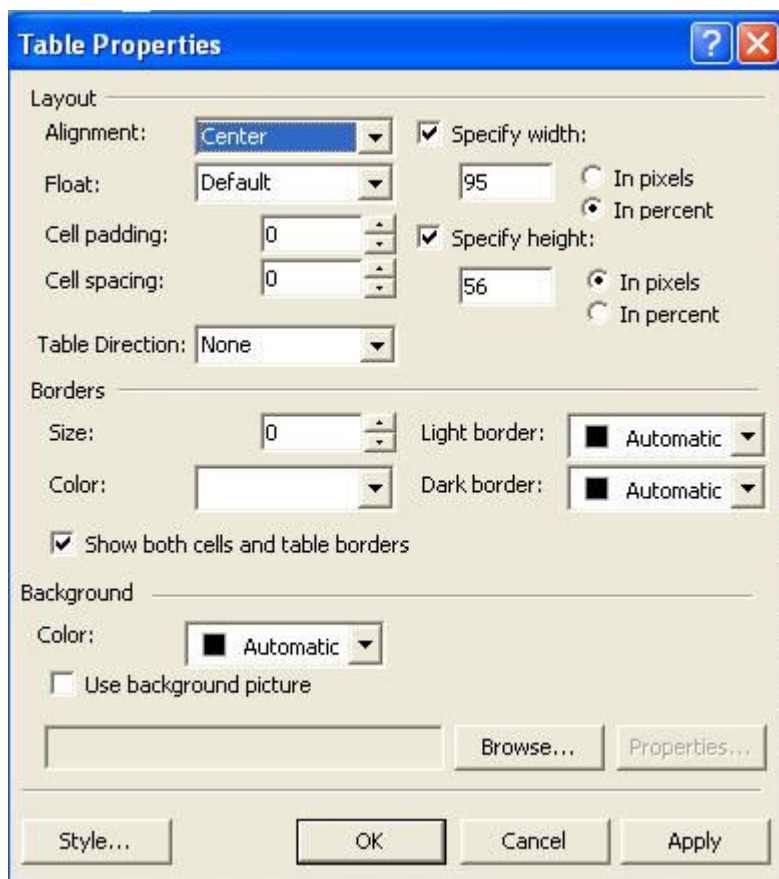 Table Properties
Layout
Alignment: Center
Specify width:
Float: Default
95
In pixels
In percent
Cell padding: 0
Specify height:
Cell spacing: 0
56
In pixels
In percent
Table Direction: None
Borders
Size: 0
Light border: Automatic
Color:
Dark border: Automatic
Show both cells and table borders
Background
Color: Automatic
Use background picture
Browse... Properties...
Style... OK Cancel Apply